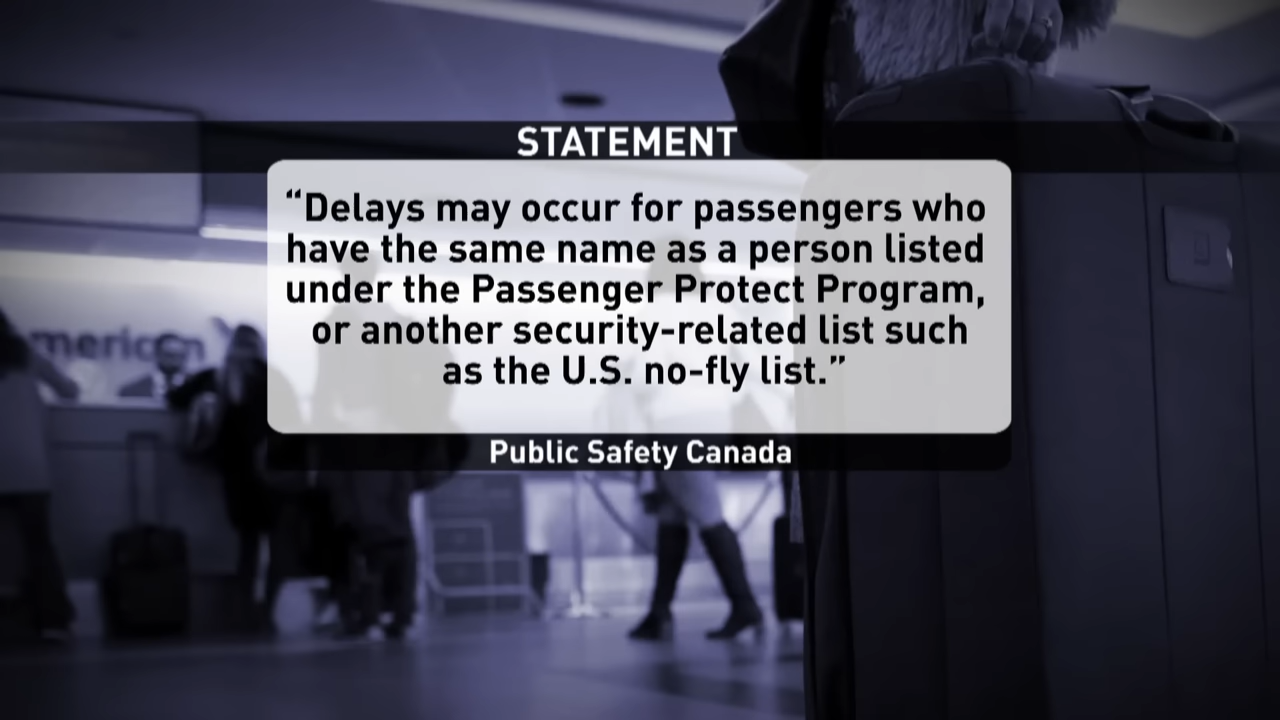 STATEMENT
“Delays may occur for passengers who
have the same name as a person listed
under the Passenger Protect Program,
or another security-related list such
as the U.S. no-fly list.”
Public Safety Canada